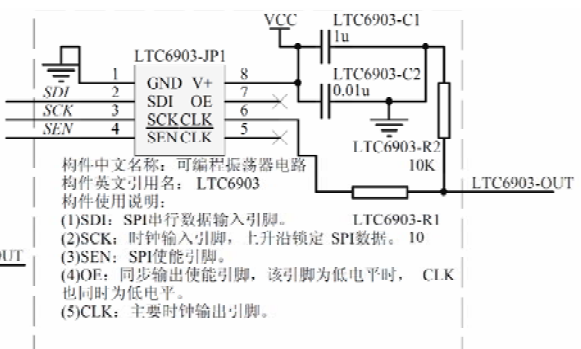 VCC
LTC6903-C1
1u
LTC6903-JP1
1 GND V+ 8
SDI 2 SDI OE 7
SCK 3 SCK CLK 6
SEN 4 SEN CLK 5
LTC6903-C2
0.01u
LTC6903-R2
10K
LTC6903-OUT
LTC6903-R1
10
构件中文名称：可编程振荡器电路
构件英文引用名：LTC6903
构件使用说明：
(1)SDI：SPI串行数据输入引脚。
(2)SCK：时钟输入引脚，上升沿锁定 SPI数据。
(3)SEN：SPI使能引脚。
(4)OE：同步输出使能引脚，该引脚为低电平时， CLK
也同时为低电平。
(5)CLK：主要时钟输出引脚。
OUT